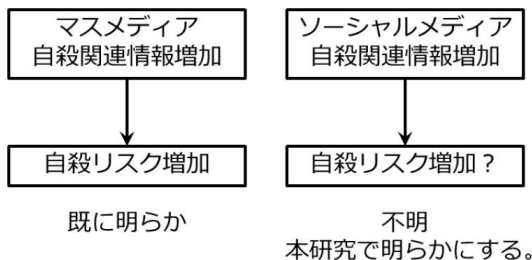 マスメディア
自殺関連情報増加
自殺リスク増加
既に明らか
ソーシャルメディア
自殺関連情報増加
自殺リスク増加？
不明
本研究で明らかにする。